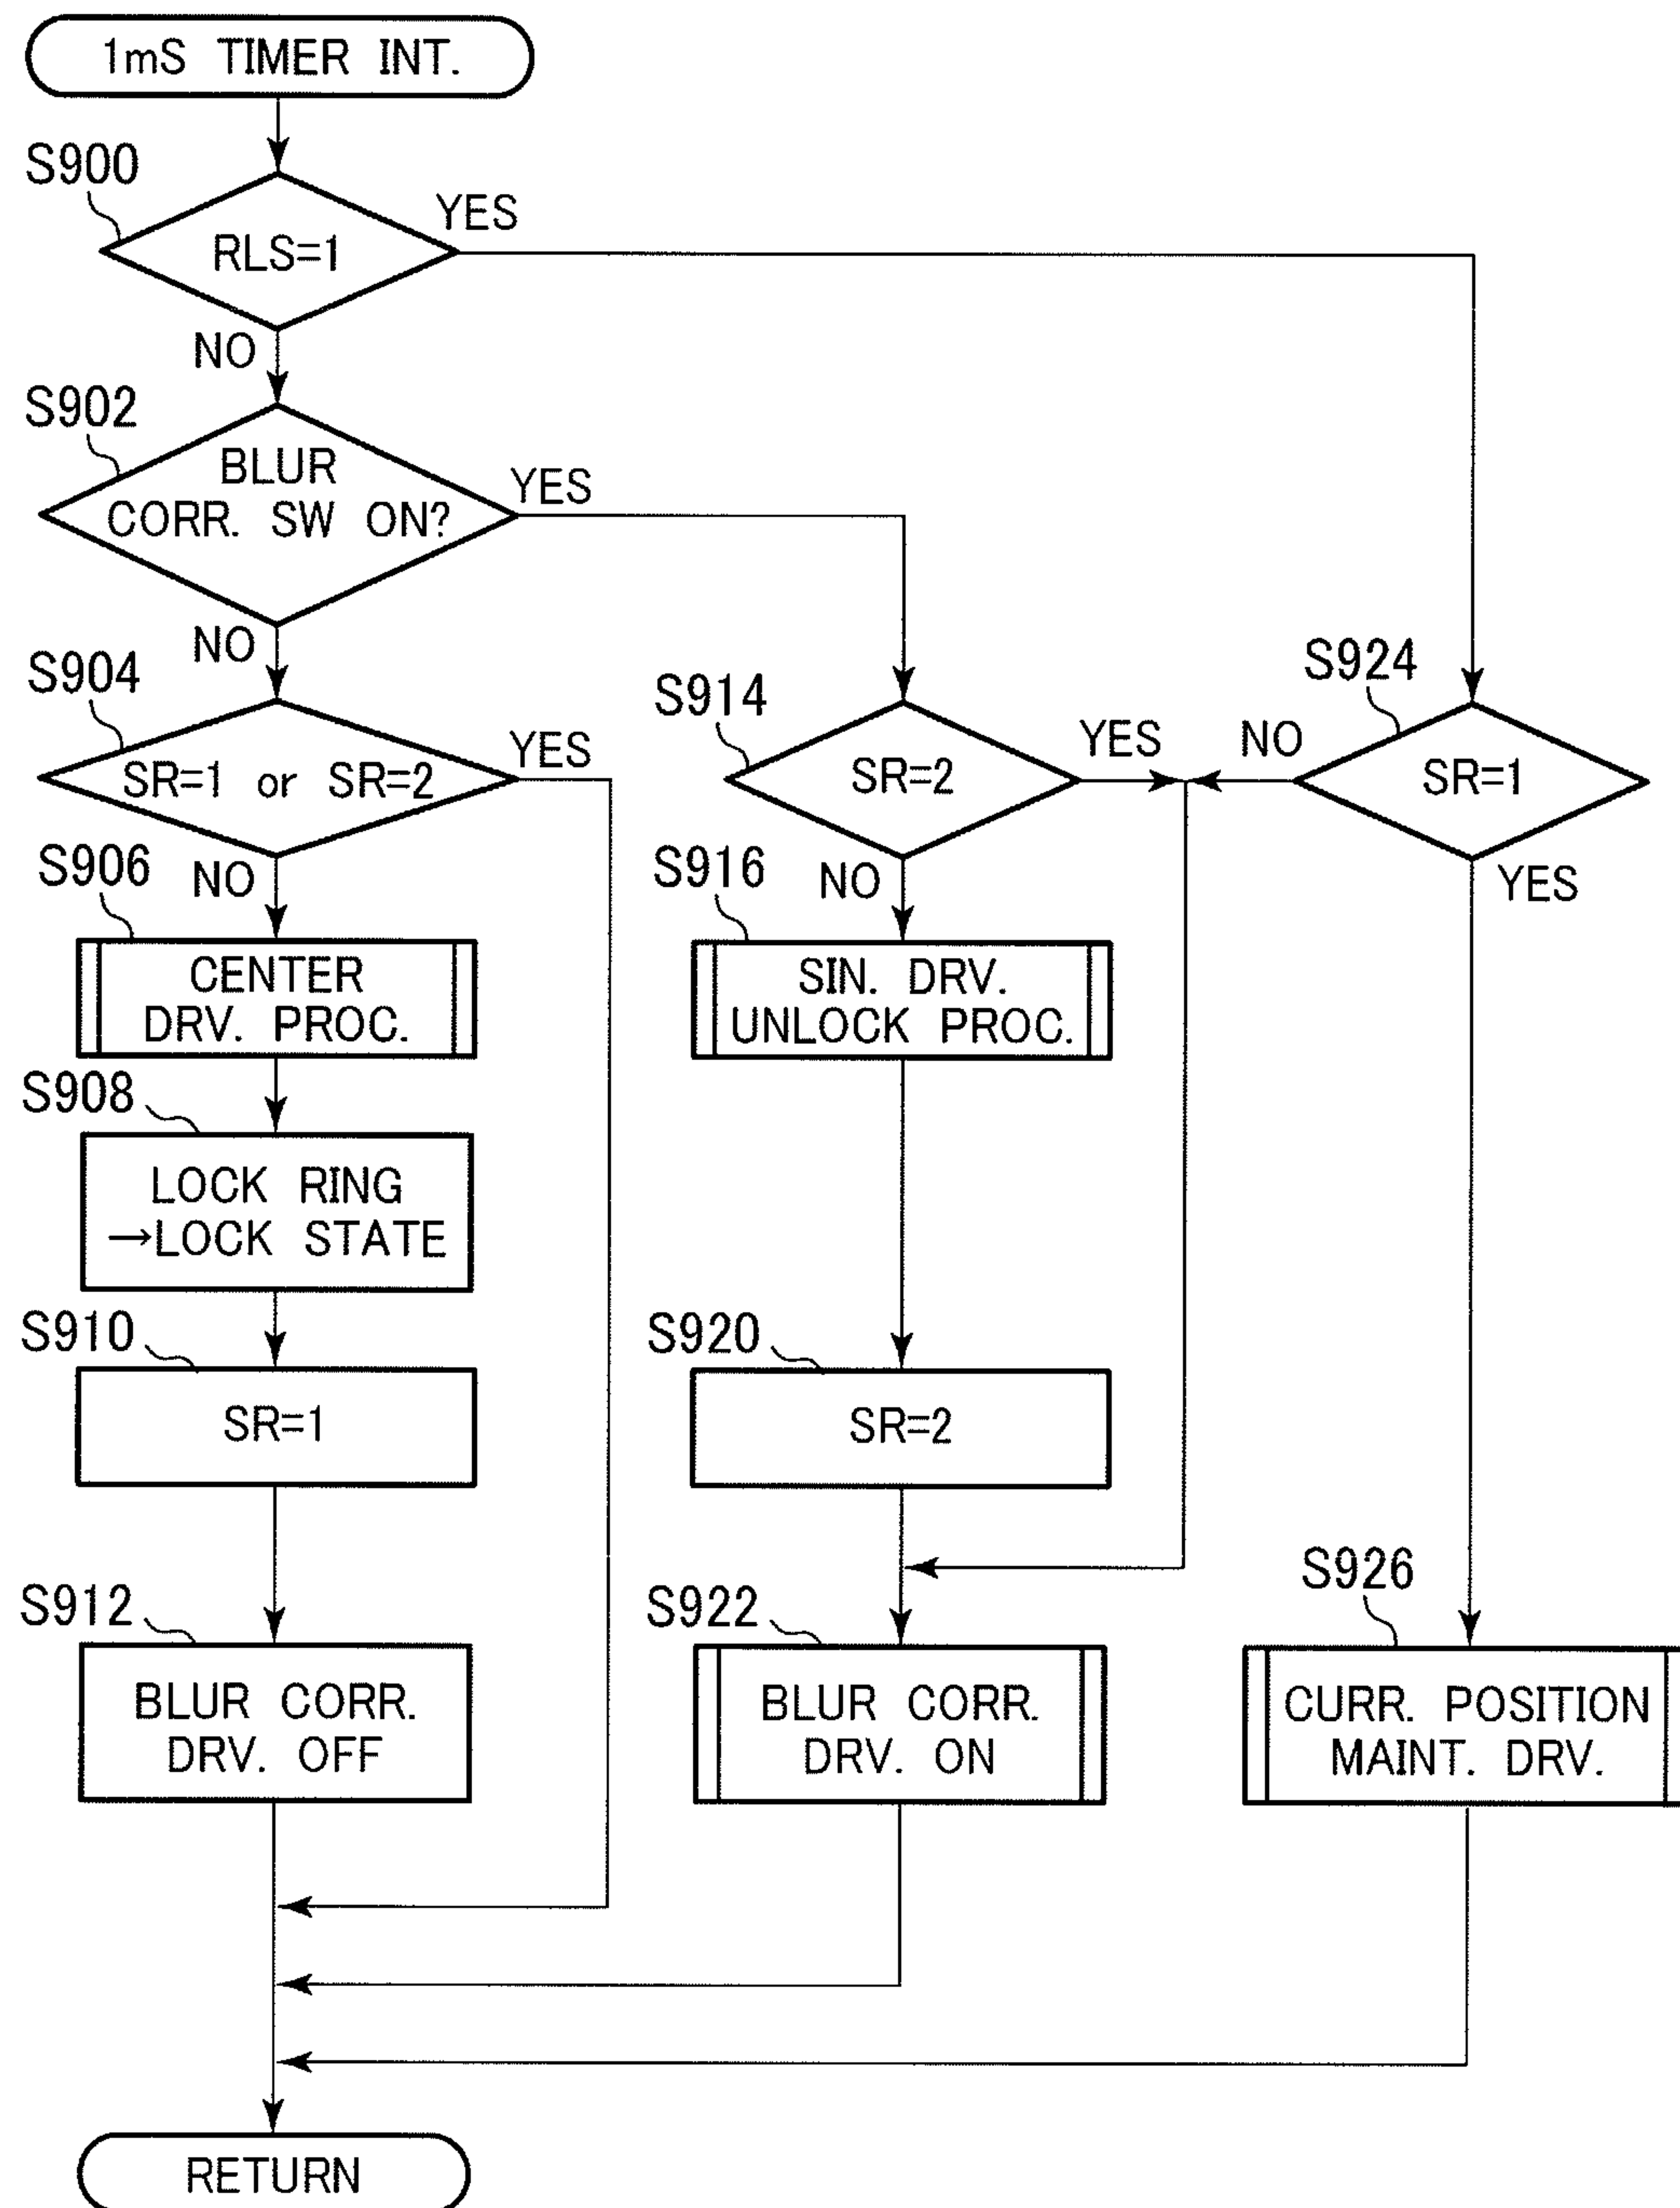 1mS TIMER INT.
S900
YES
RLS=1
NO
S902
BLUR
CORR. SW ON?
YES
NO
S904
SR=1 or SR=2
YES
NO
S914
SR=2
YES
NO
S924
NO
SR=1
YES
S906
CENTER
DRV. PROC.
S916
SIN. DRV.
UNLOCK PROC.
S908
LOCK RING
→LOCK STATE
S910
SR=1
S920
SR=2
S912
BLUR CORR.
DRV. OFF
S922
BLUR CORR.
DRV. ON
S926
CURR. POSITION
MAINT. DRV.
RETURN